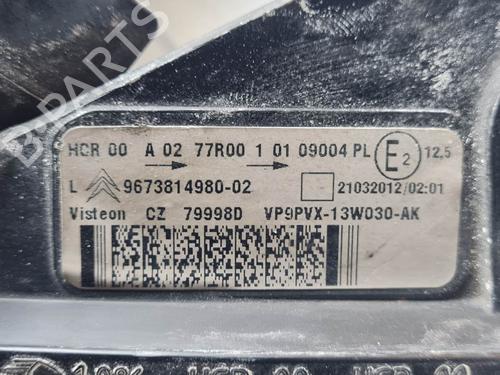 B-PARTS
HCR 00 A 02 77R00 1 01 09004 PL E2 12,5
L 9673814980-02 21032012/02:01
Visteon CZ 79998D VP9PVX-13W030-AK